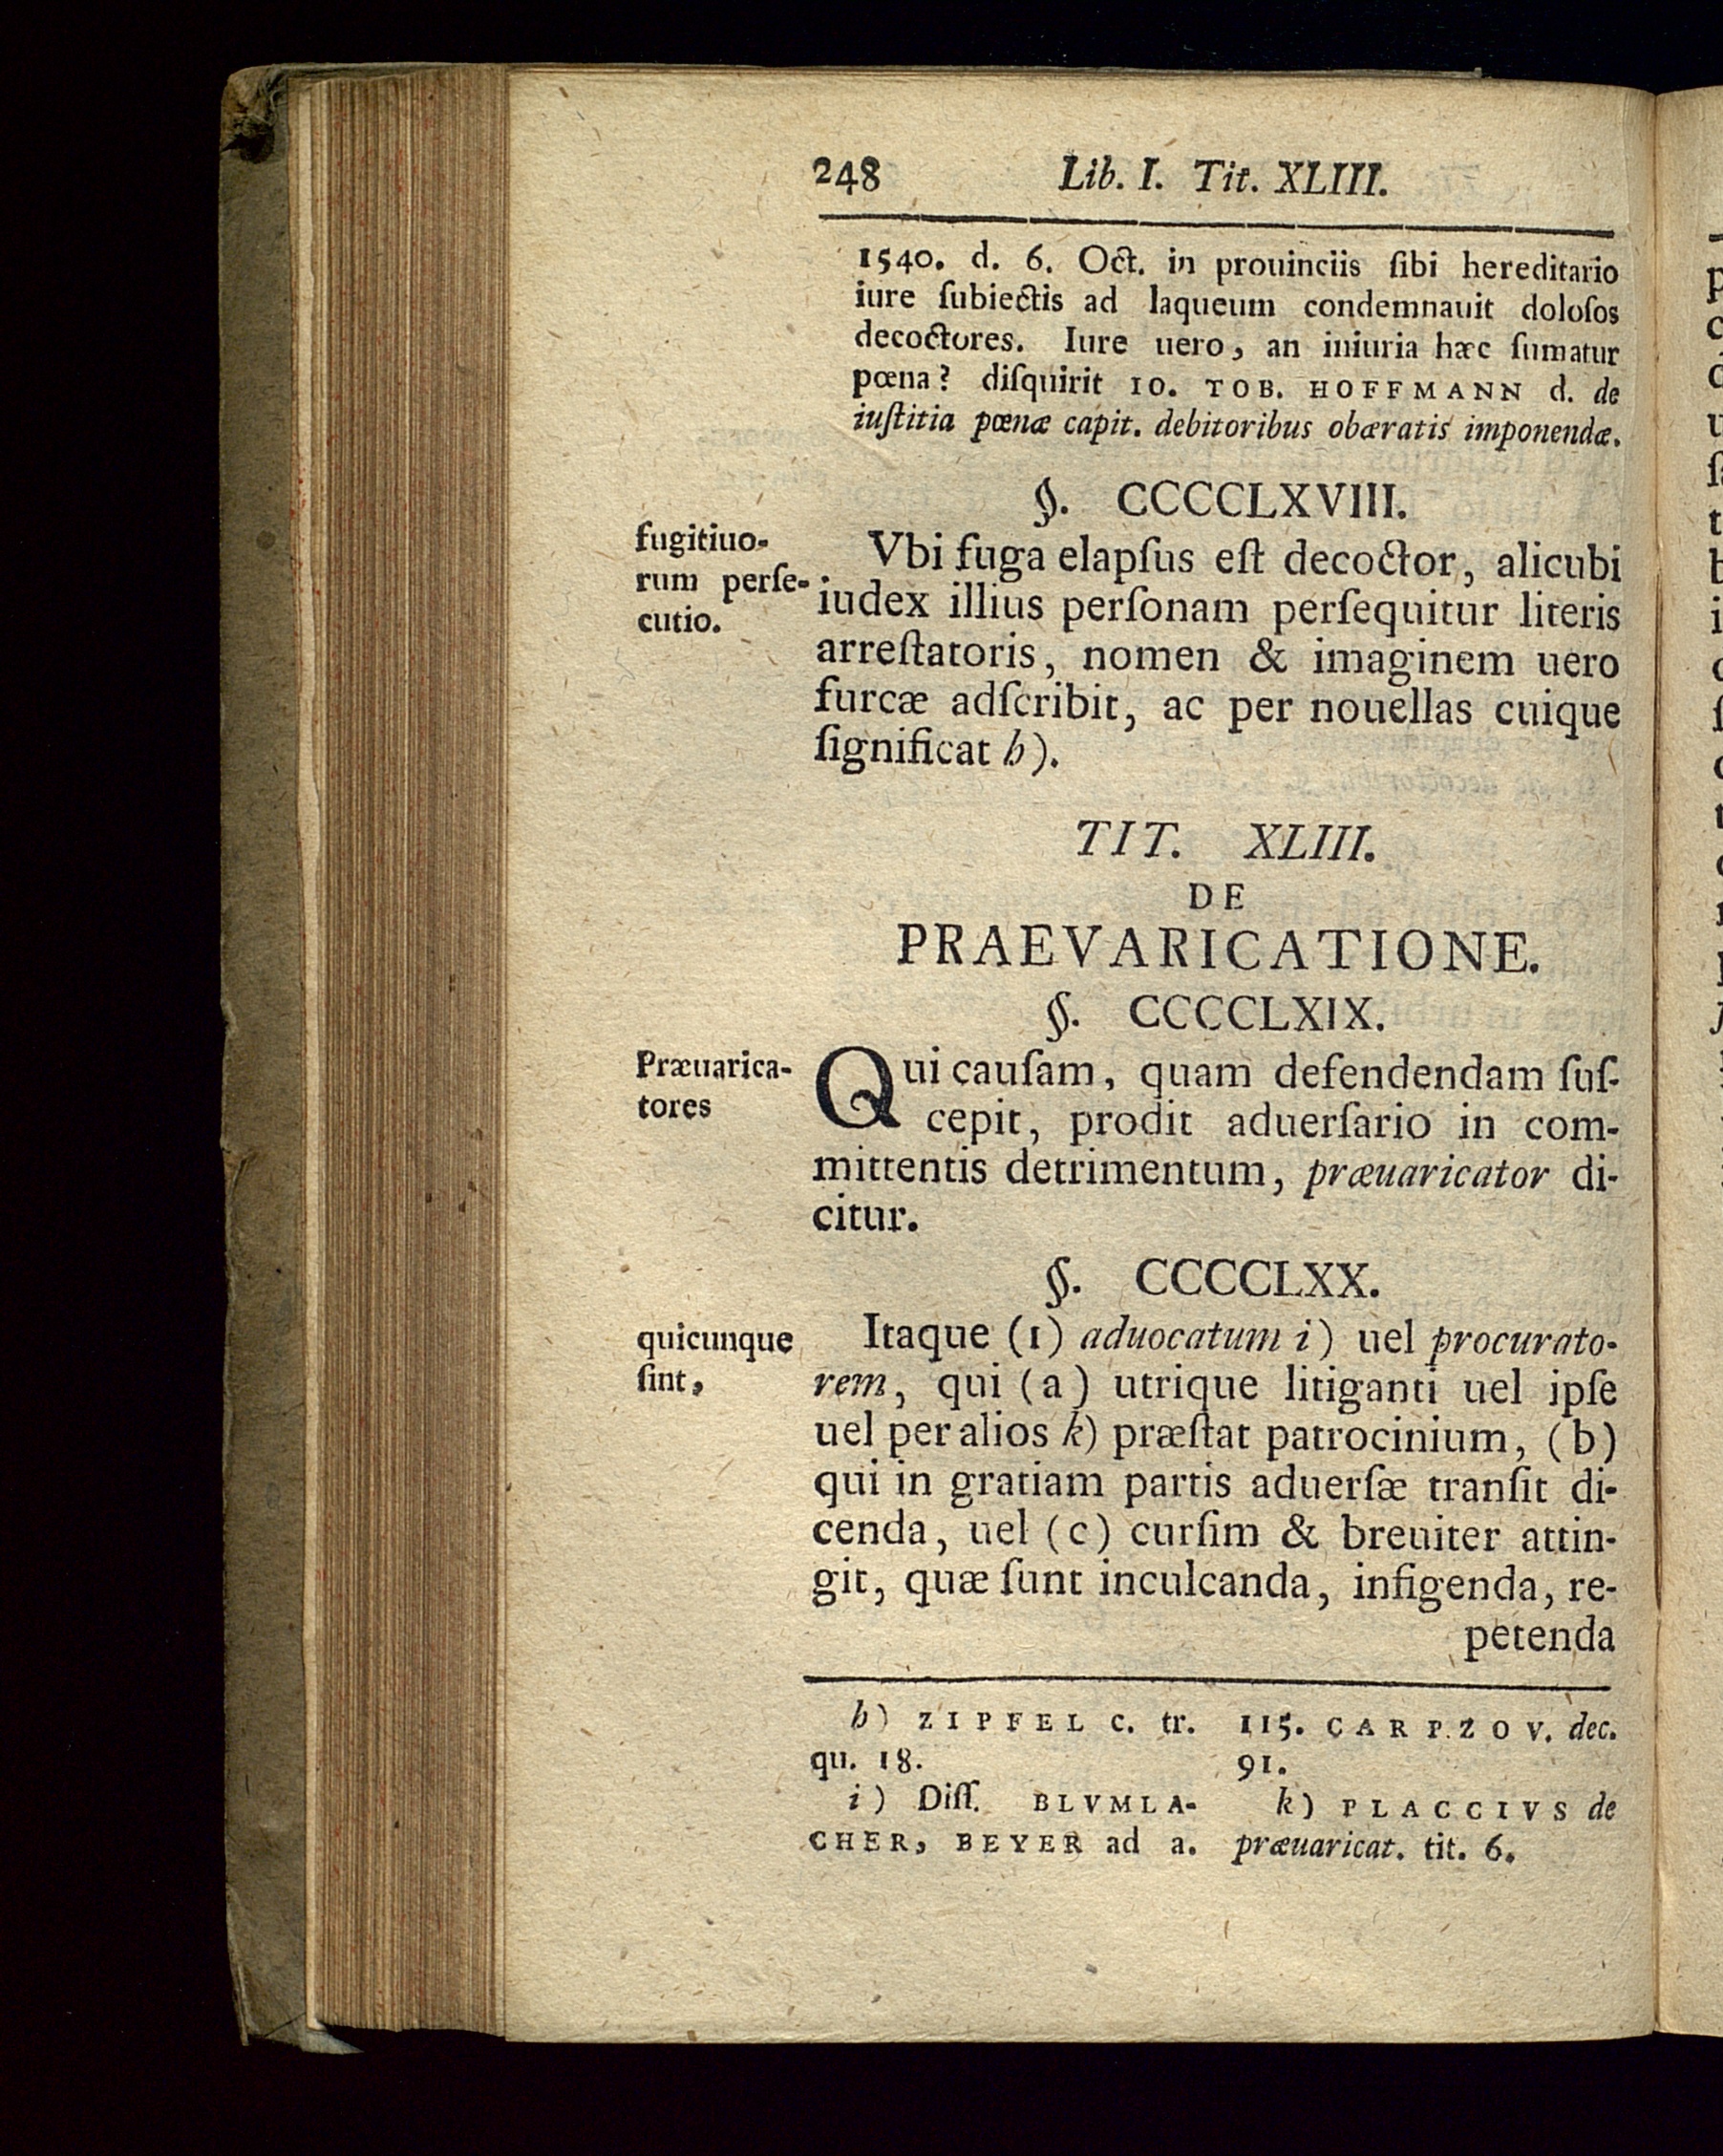 248 Lib. I. Tit. XLIII.
1540. d. 6. Oct. in prouinciis ſibi hereditario
iure ſubiectis ad laqueum condemnauit doloſos
decoctores. Iure uero, an iniuria hæc ſumatur
pœna? diſquirit IO. TOB. HOFFMANN d. de
iuſtitia pœnæ capit. debitoribus obæratis imponendæ.
§. CCCCCLXVIII.
fugitiuo-
rum perſe-
cutio.
Vbi fuga elapſus eſt decoctor, alicubi
iudex illius perſonam perſequitur literis
arreſtatoris, nomen & imaginem uero
furcæ adſcribit, ac per nouellas cuique
ſignificat h).
TIT. XLIII.
DE
PRAEVARICATIONE.
§. CCCCCLXIX.
Præuarica-
tores
Qui cauſam, quam defendendam ſuſ-
cepit, prodit aduerſario in com-
mittentis detrimentum, præuaricator di-
citur.
§. CCCCCLXX.
quicunque
ſint,
Itaque (1) aduocatum i) uel procurato-
rem, qui (a) utrique litiganti uel ipſe
uel per alios k) præſtat patrocinium, (b)
qui in gratiam partis aduerſæ tranſit di-
cenda, uel (c) curſim & breuiter attin-
git, quæ ſunt inculcanda, infigenda, re-
petenda
h) ZIPFEL c. tr.
qu. 18.
i) Diſſ. BLVMLA-
CHER, BEYER ad a.
115. CARPZOV. dec.
91.
k) PLACCIVS de
præuaricat. tit. 6.